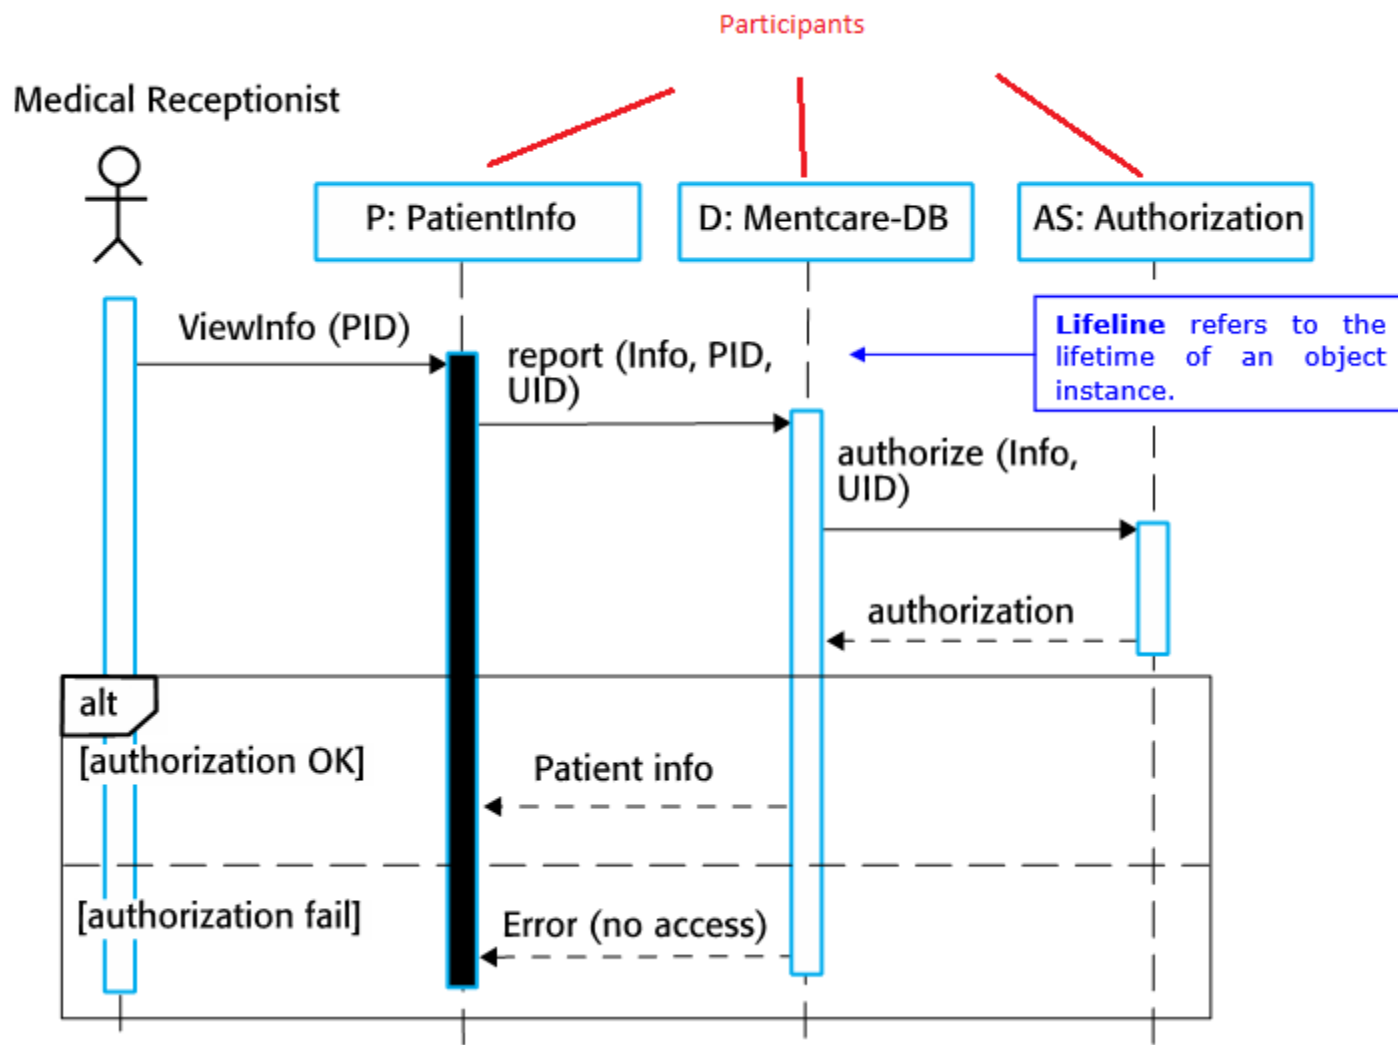 Participants
Medical Receptionist
P: PatientInfo
D: Mentcare-DB
AS: Authorization
ViewInfo (PID)
report (Info, PID,
UID)
Lifeline refers to the
lifetime of an object
instance.
authorize (Info,
UID)
authorization
alt
[authorization OK]
Patient info
[authorization fail]
Error (no access)